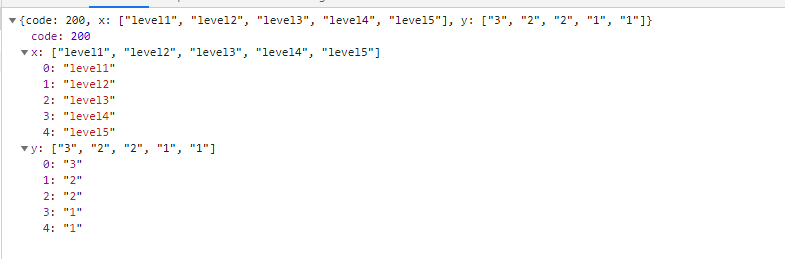 {code: 200, x: ["level1", "level2", "level3", "level4", "level5"], y: ["3", "2", "2", "1", "1"]}
code: 200
x: ["level1", "level2", "level3", "level4", "level5"]
0: "level1"
1: "level2"
2: "level3"
3: "level4"
4: "level5"
y: ["3", "2", "2", "1", "1"]
0: "3"
1: "2"
2: "2"
3: "1"
4: "1"